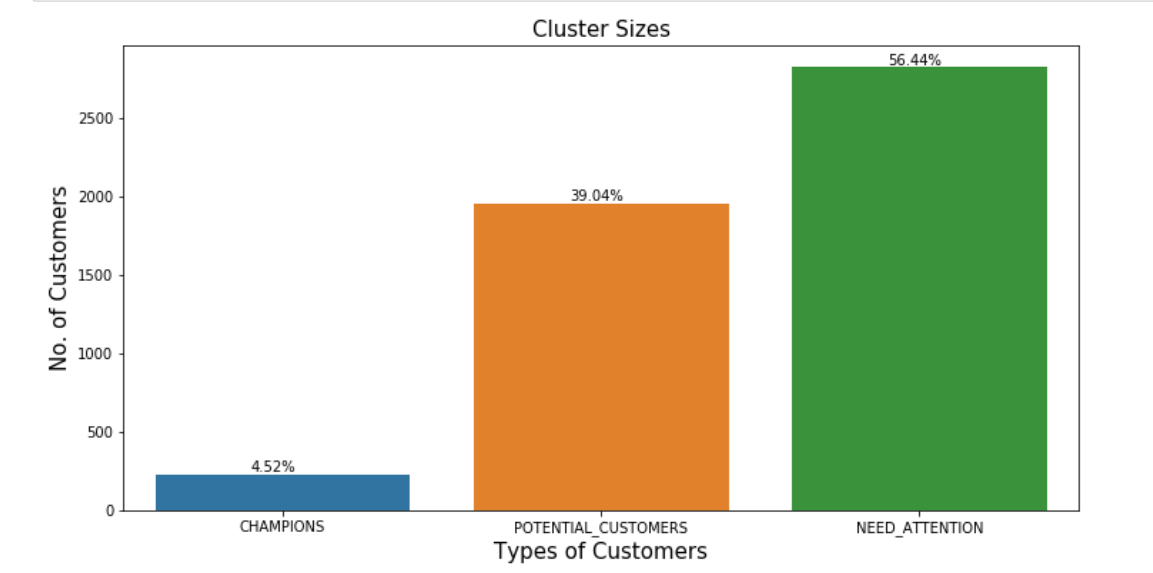 Cluster Sizes
56.44%
2500
39.04%
2000
1500
1000
500
4.52%
0
No. of Customers
CHAMPIONS
POTENTIAL_CUSTOMERS
NEED_ATTENTION
Types of Customers